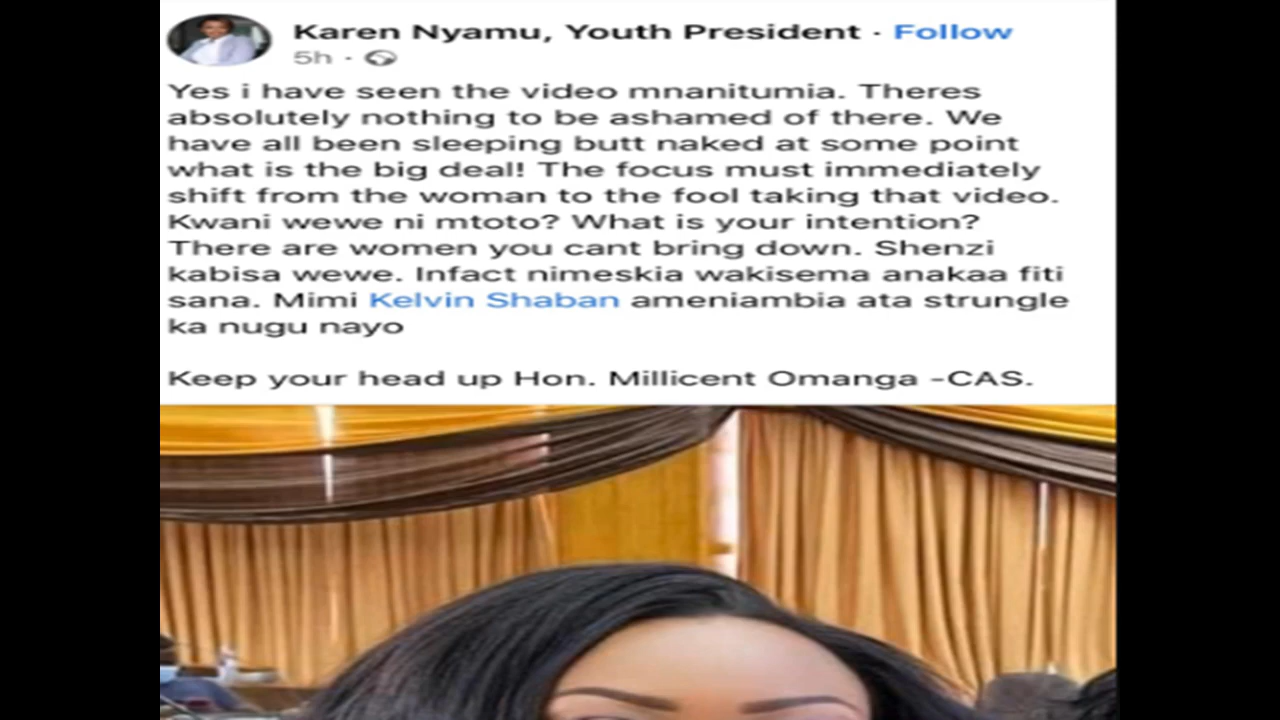 Karen Nyamu, Youth President · Follow
5h ·
Yes i have seen the video mnanitumia. Theres
absolutely nothing to be ashamed of there. We
have all been sleeping butt naked at some point
what is the big deal! The focus must immediately
shift from the woman to the fool taking that video.
Kwani wewe ni mtoto? What is your intention?
There are women you cant bring down. Shenzi
kabisa wewe. Infact nimeskia wakisema anakaa fiti
sana. Mimi Kelvin Shaban ameniambia ata strungle
ka nugu nayo
Keep your head up Hon. Millicent Omanga -CAS.